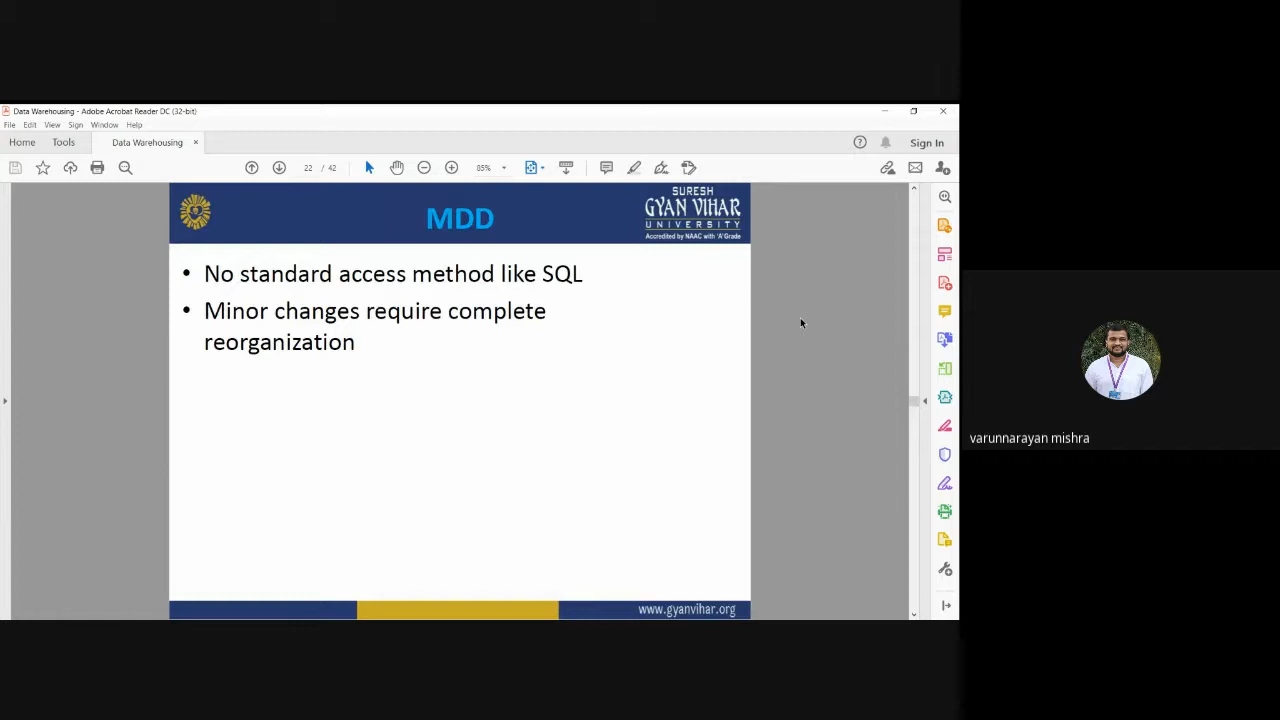 Data Warehousing - Adobe Acrobat Reader DC (32-bit)
File Edit View Sign Window Help
Home Tools Data Warehousing × Sign In
22 / 42 85%
SURESH
GYAN VIHAR
UNIVERSITY
Accredited by NAAC with 'A' Grade
MDD
• No standard access method like SQL
• Minor changes require complete
reorganization
www.gyanvihar.org
varunnarayan mishra